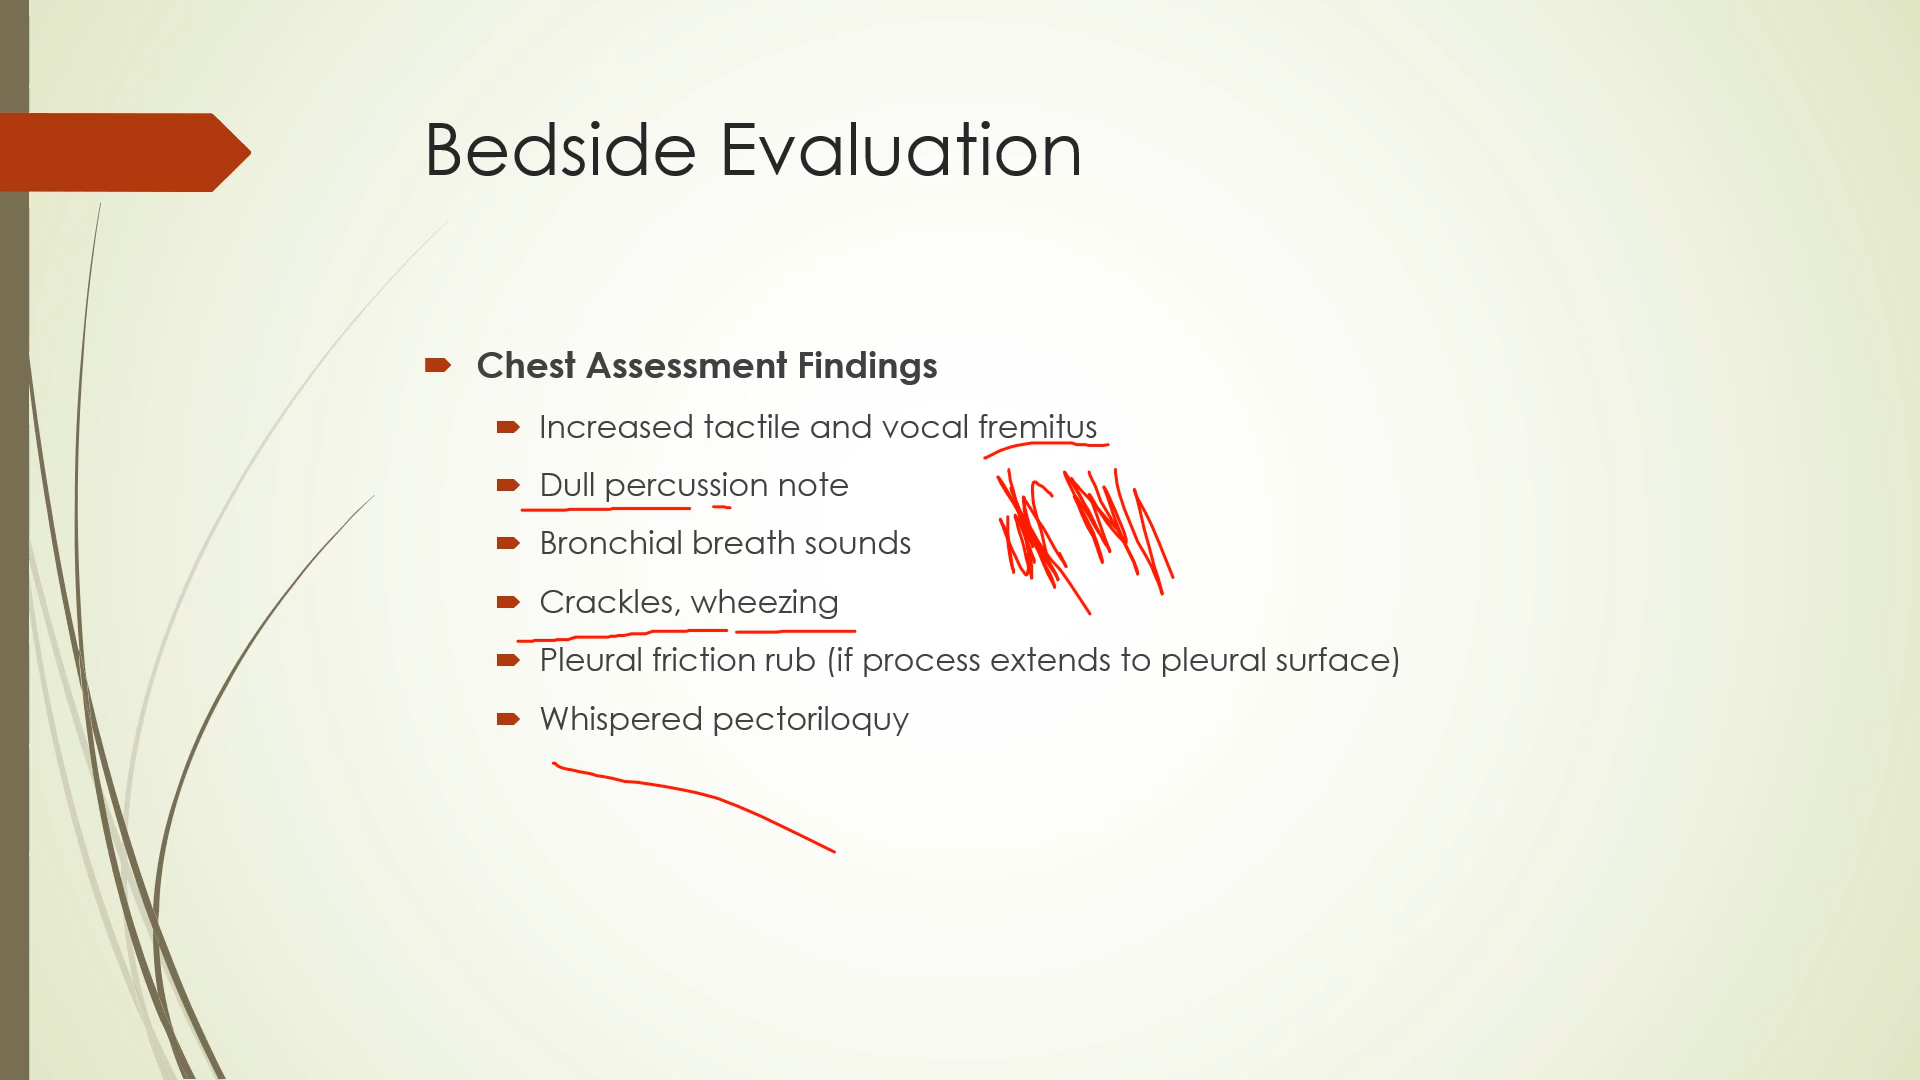 Bedside Evaluation
Chest Assessment Findings
Increased tactile and vocal fremitus
Dull percussion note
Bronchial breath sounds
Crackles, wheezing
Pleural friction rub (if process extends to pleural surface)
Whispered pectoriloquy